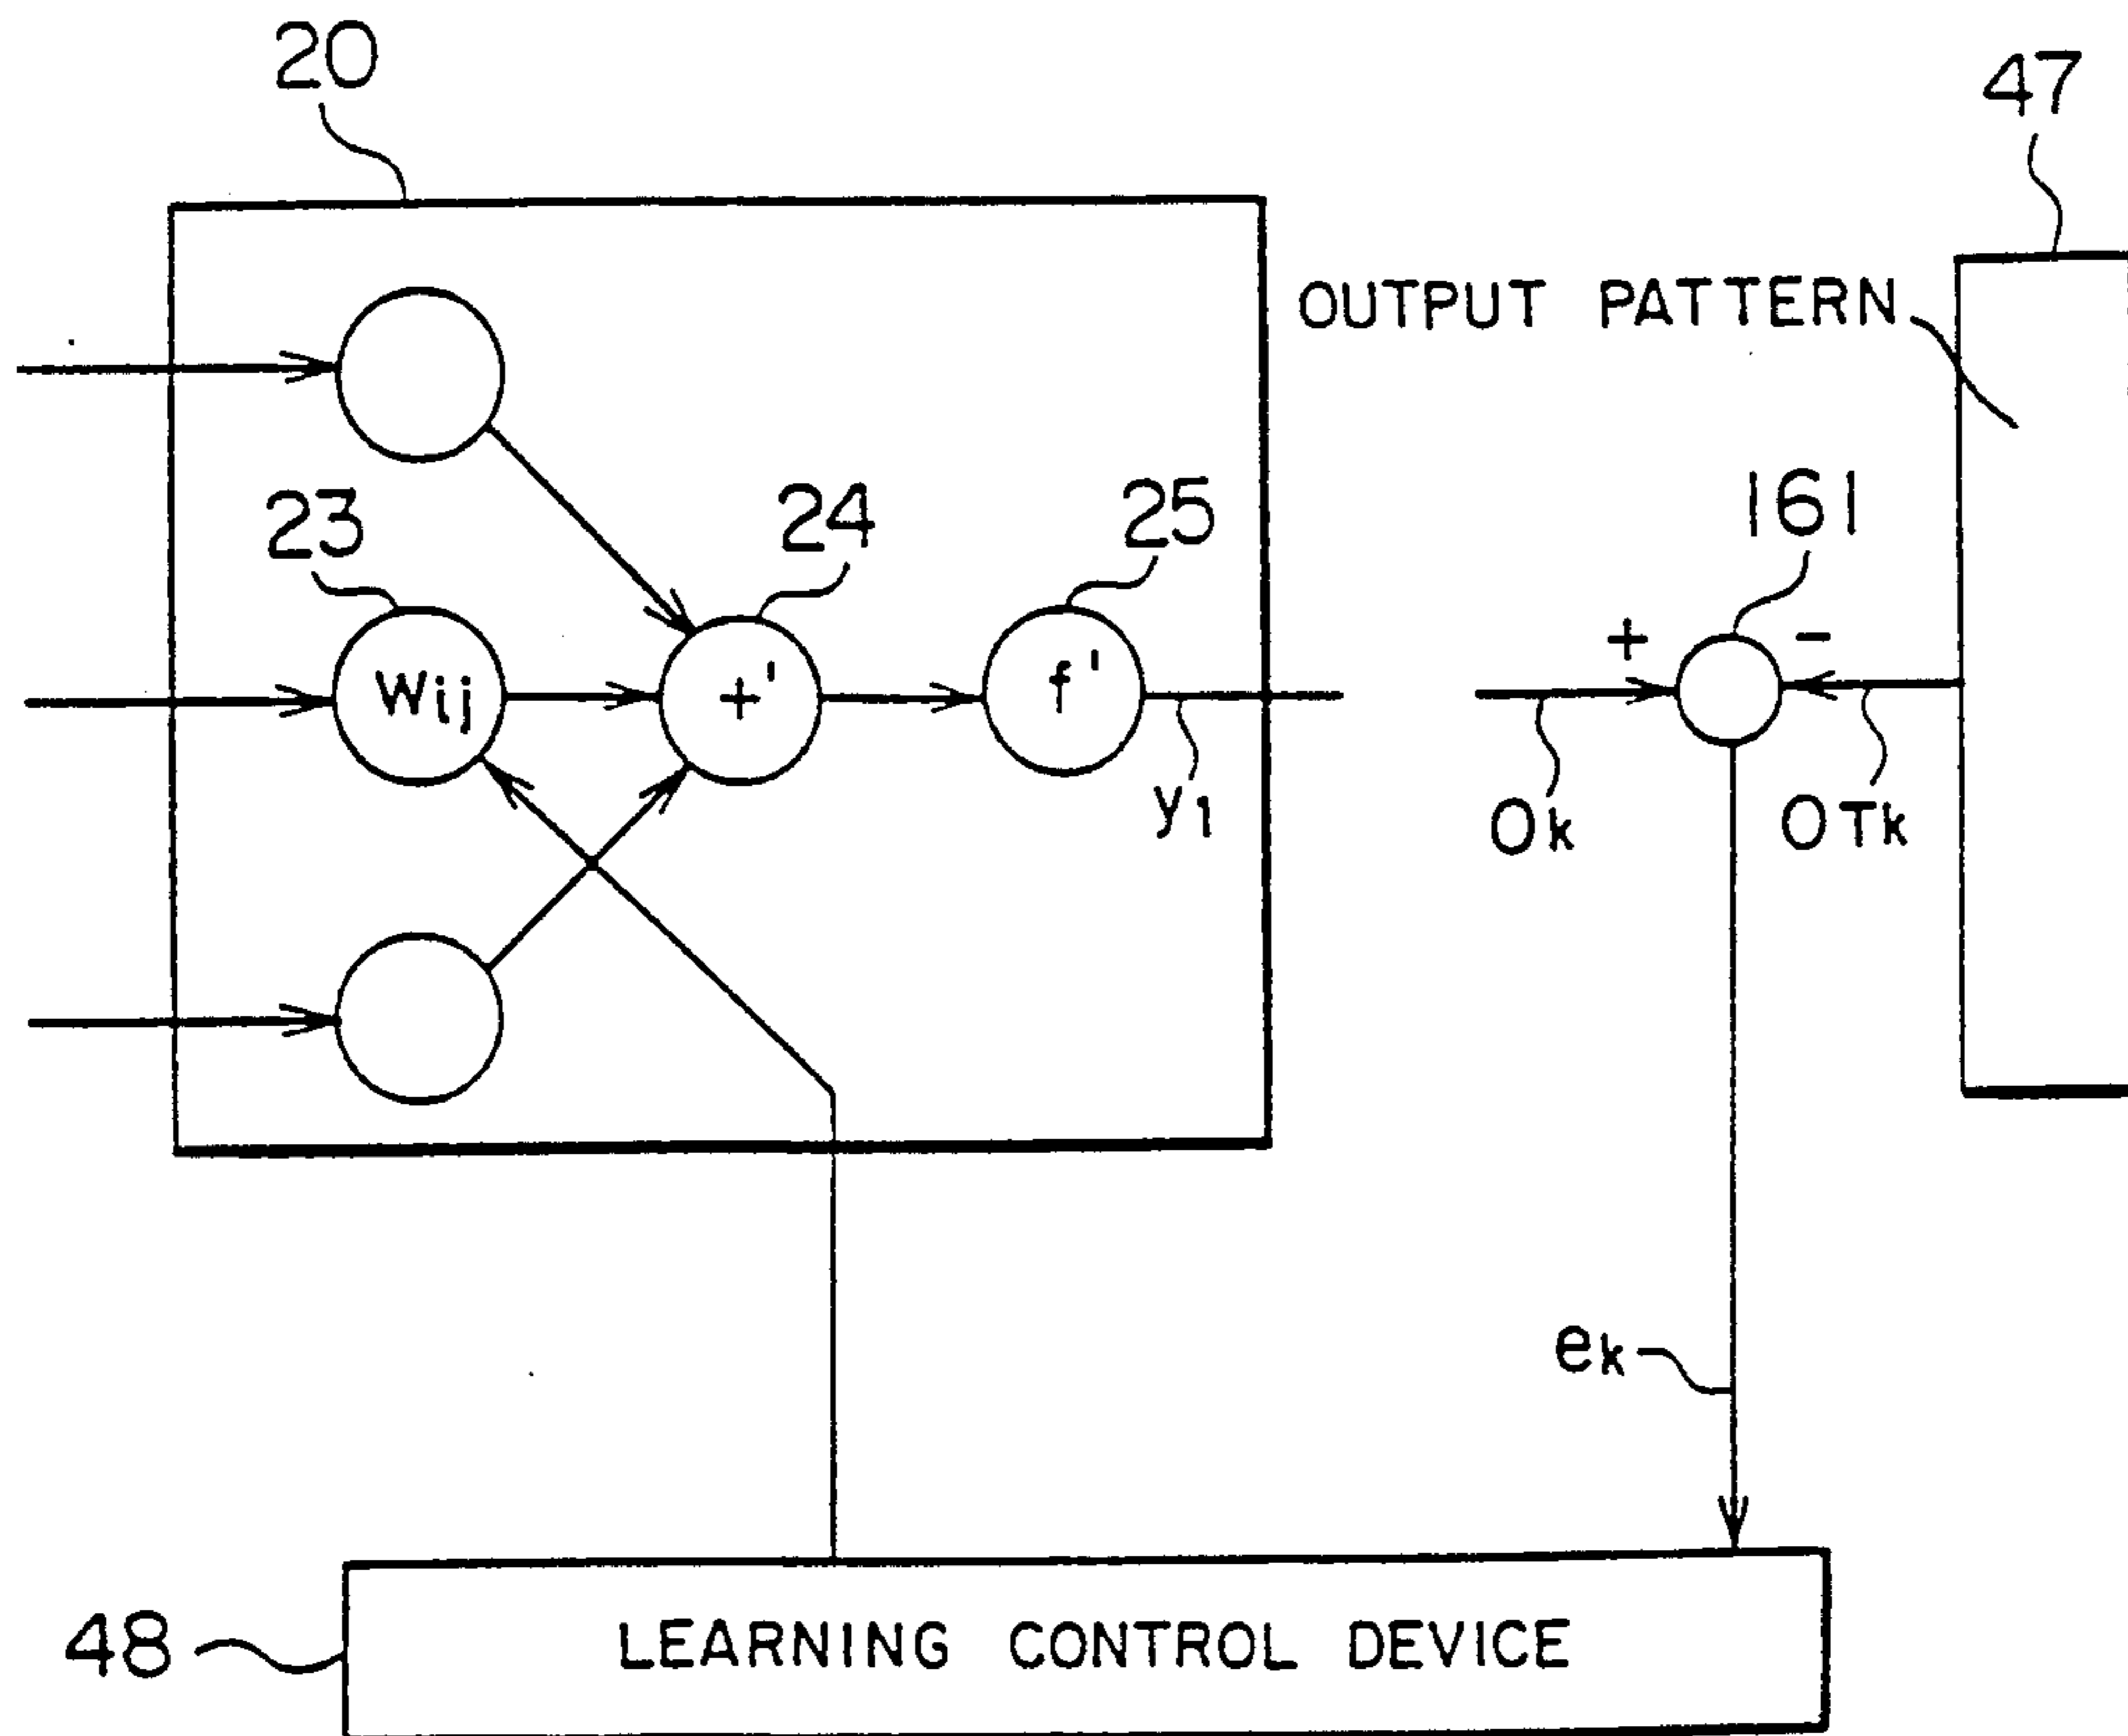 20
47
OUTPUT PATTERN
23
24
25
161
+ -
Wij
+'
f'
y1
Ok
OTk
ek
48
LEARNING CONTROL DEVICE